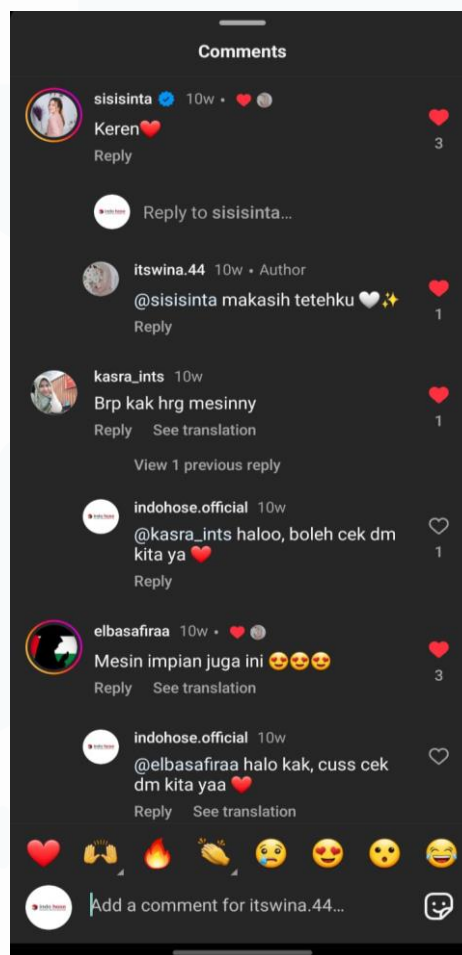 Comments
sisisinta 10w •
Keren❤️
3
Reply
Reply to sisisinta...
itswina.44 10w • Author
@sisisinta makasih tetehku 🤍✨
1
Reply
kasra_ints 10w
Brp kak hrg mesinny
1
Reply See translation
View 1 previous reply
indohose.official 10w
@kasra_ints haloo, boleh cek dm
kita ya ❤️
1
Reply
elbasafiraa 10w •
Mesin impian juga ini 😍😍😍
3
Reply See translation
indohose.official 10w
@elbasafiraa halo kak, cuss cek
dm kita yaa ❤️
Reply See translation
Add a comment for itswina.44...